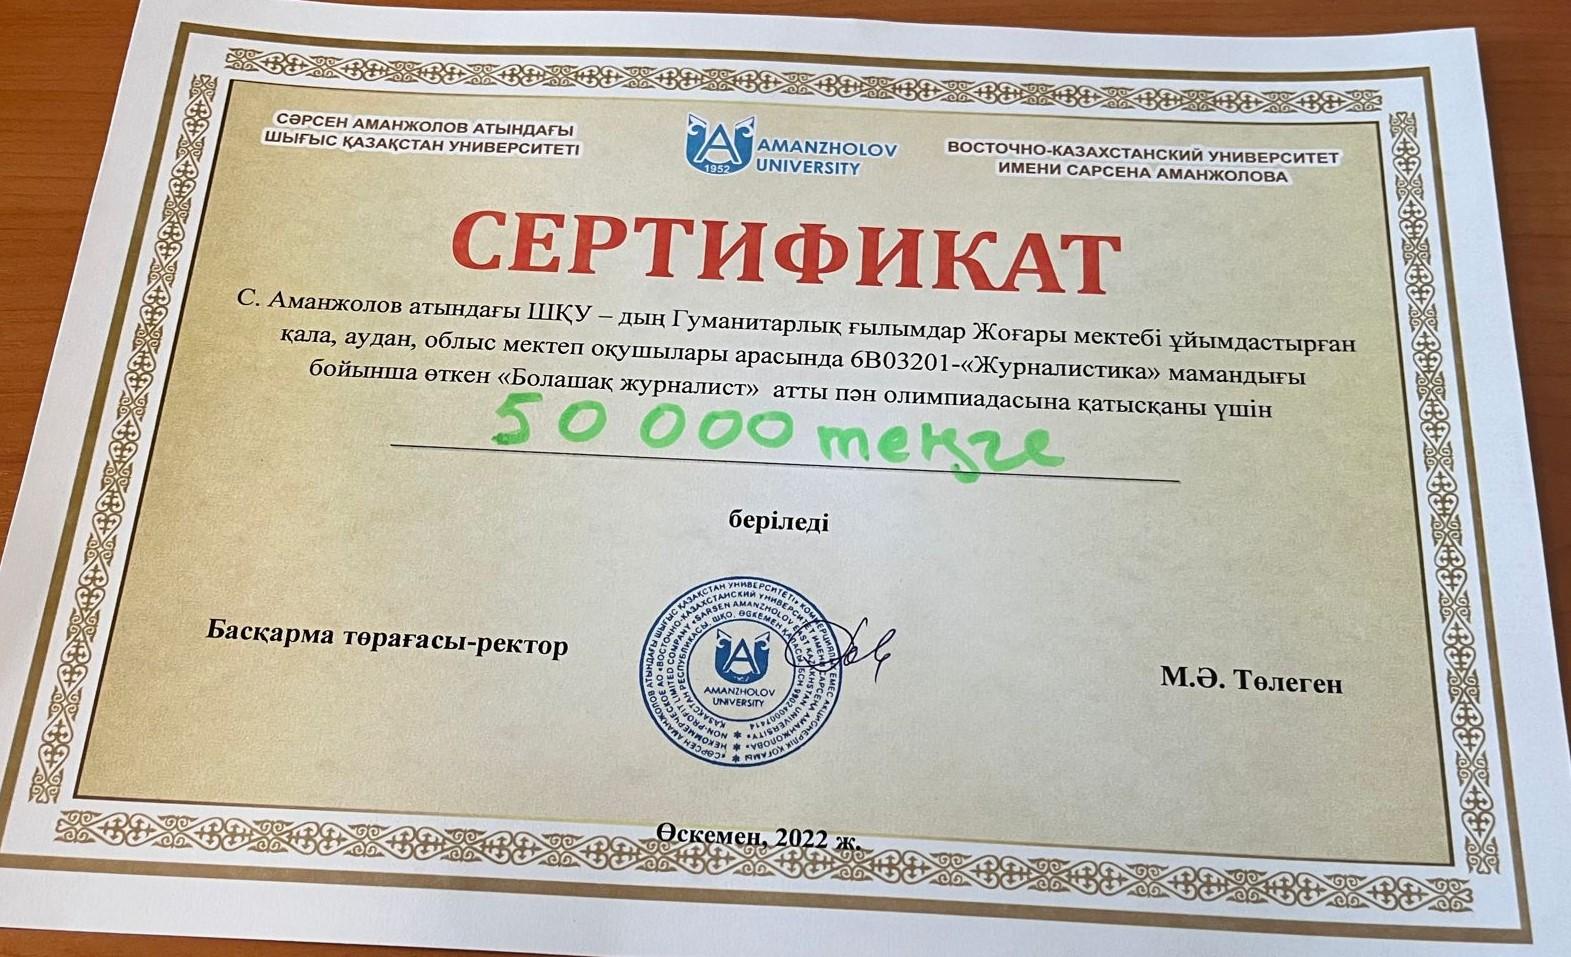 СӘРСЕН АМАНЖОЛОВ АТЫНДАҒЫ
ШЫҒЫС ҚАЗАҚСТАН УНИВЕРСИТЕТІ
1952
AMANZHOLOV
UNIVERSITY
ВОСТОЧНО-КАЗАХСТАНСКИЙ УНИВЕРСИТЕТ
ИМЕНИ САРСЕНА АМАНЖОЛОВА
СЕРТИФИКАТ
С. Аманжолов атындағы ШҚУ – дың Гуманитарлық ғылымдар Жоғары мектебі ұйымдастырған
қала, аудан, облыс мектеп оқушылары арасында 6В03201-«Журналистика» мамандығы
бойынша өткен «Болашақ журналист» атты пән олимпиадасына қатысқаны үшін
50 000 теңге
беріледі
Басқарма төрағасы-ректор
AMANZHOLOV
UNIVERSITY
М.Ә. Төлеген
Өскемен, 2022 ж.